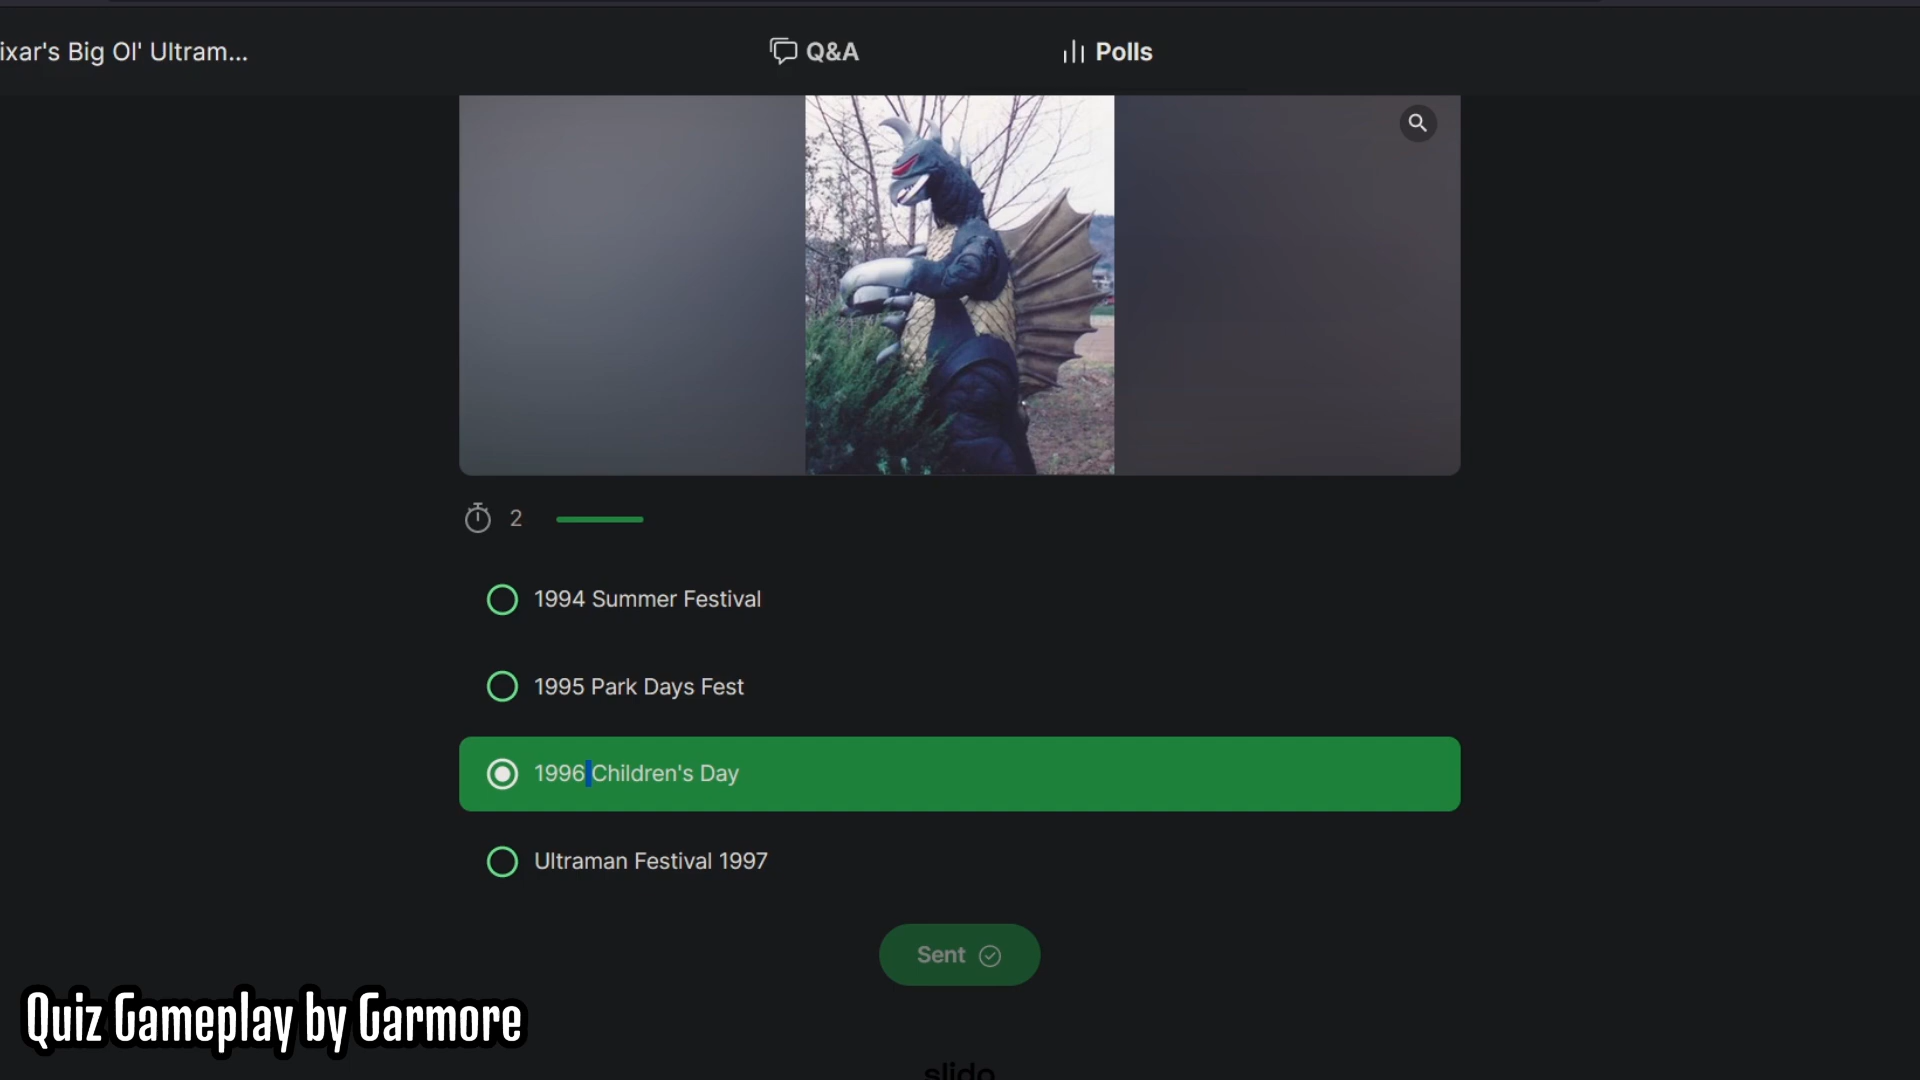 ixar's Big Ol' Ultram...
Q&A
Polls
2
1994 Summer Festival
1995 Park Days Fest
1996 Children's Day
Ultraman Festival 1997
Sent
Quiz Gameplay by Garmore
slido